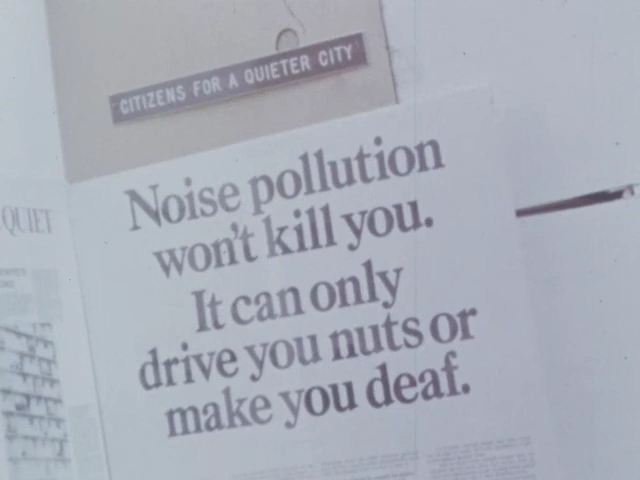 CITIZENS FOR A QUIETER CITY
Noise pollution
won't kill you.
It can only
drive you nuts or
make you deaf.
QUIET